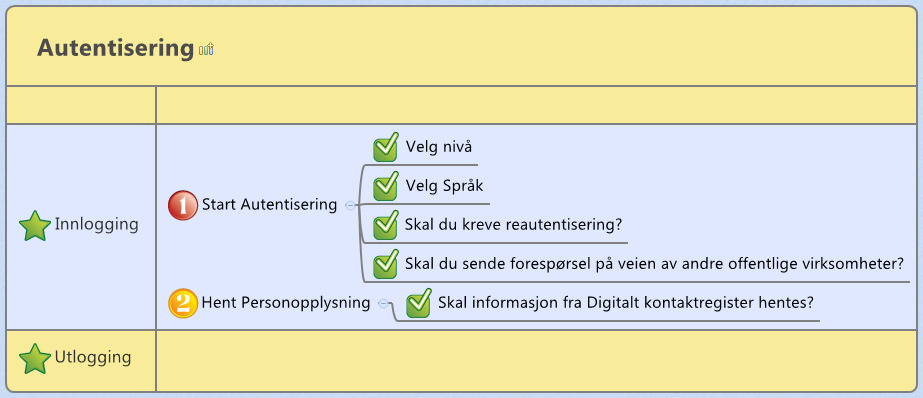 Autentisering
Innlogging
1 Start Autentisering
Velg nivå
Velg Språk
Skal du kreve reautentisering?
Skal du sende forespørsel på veien av andre offentlige virksomheter?
2 Hent Personopplysning
Skal informasjon fra Digitalt kontaktregister hentes?
Utlogging